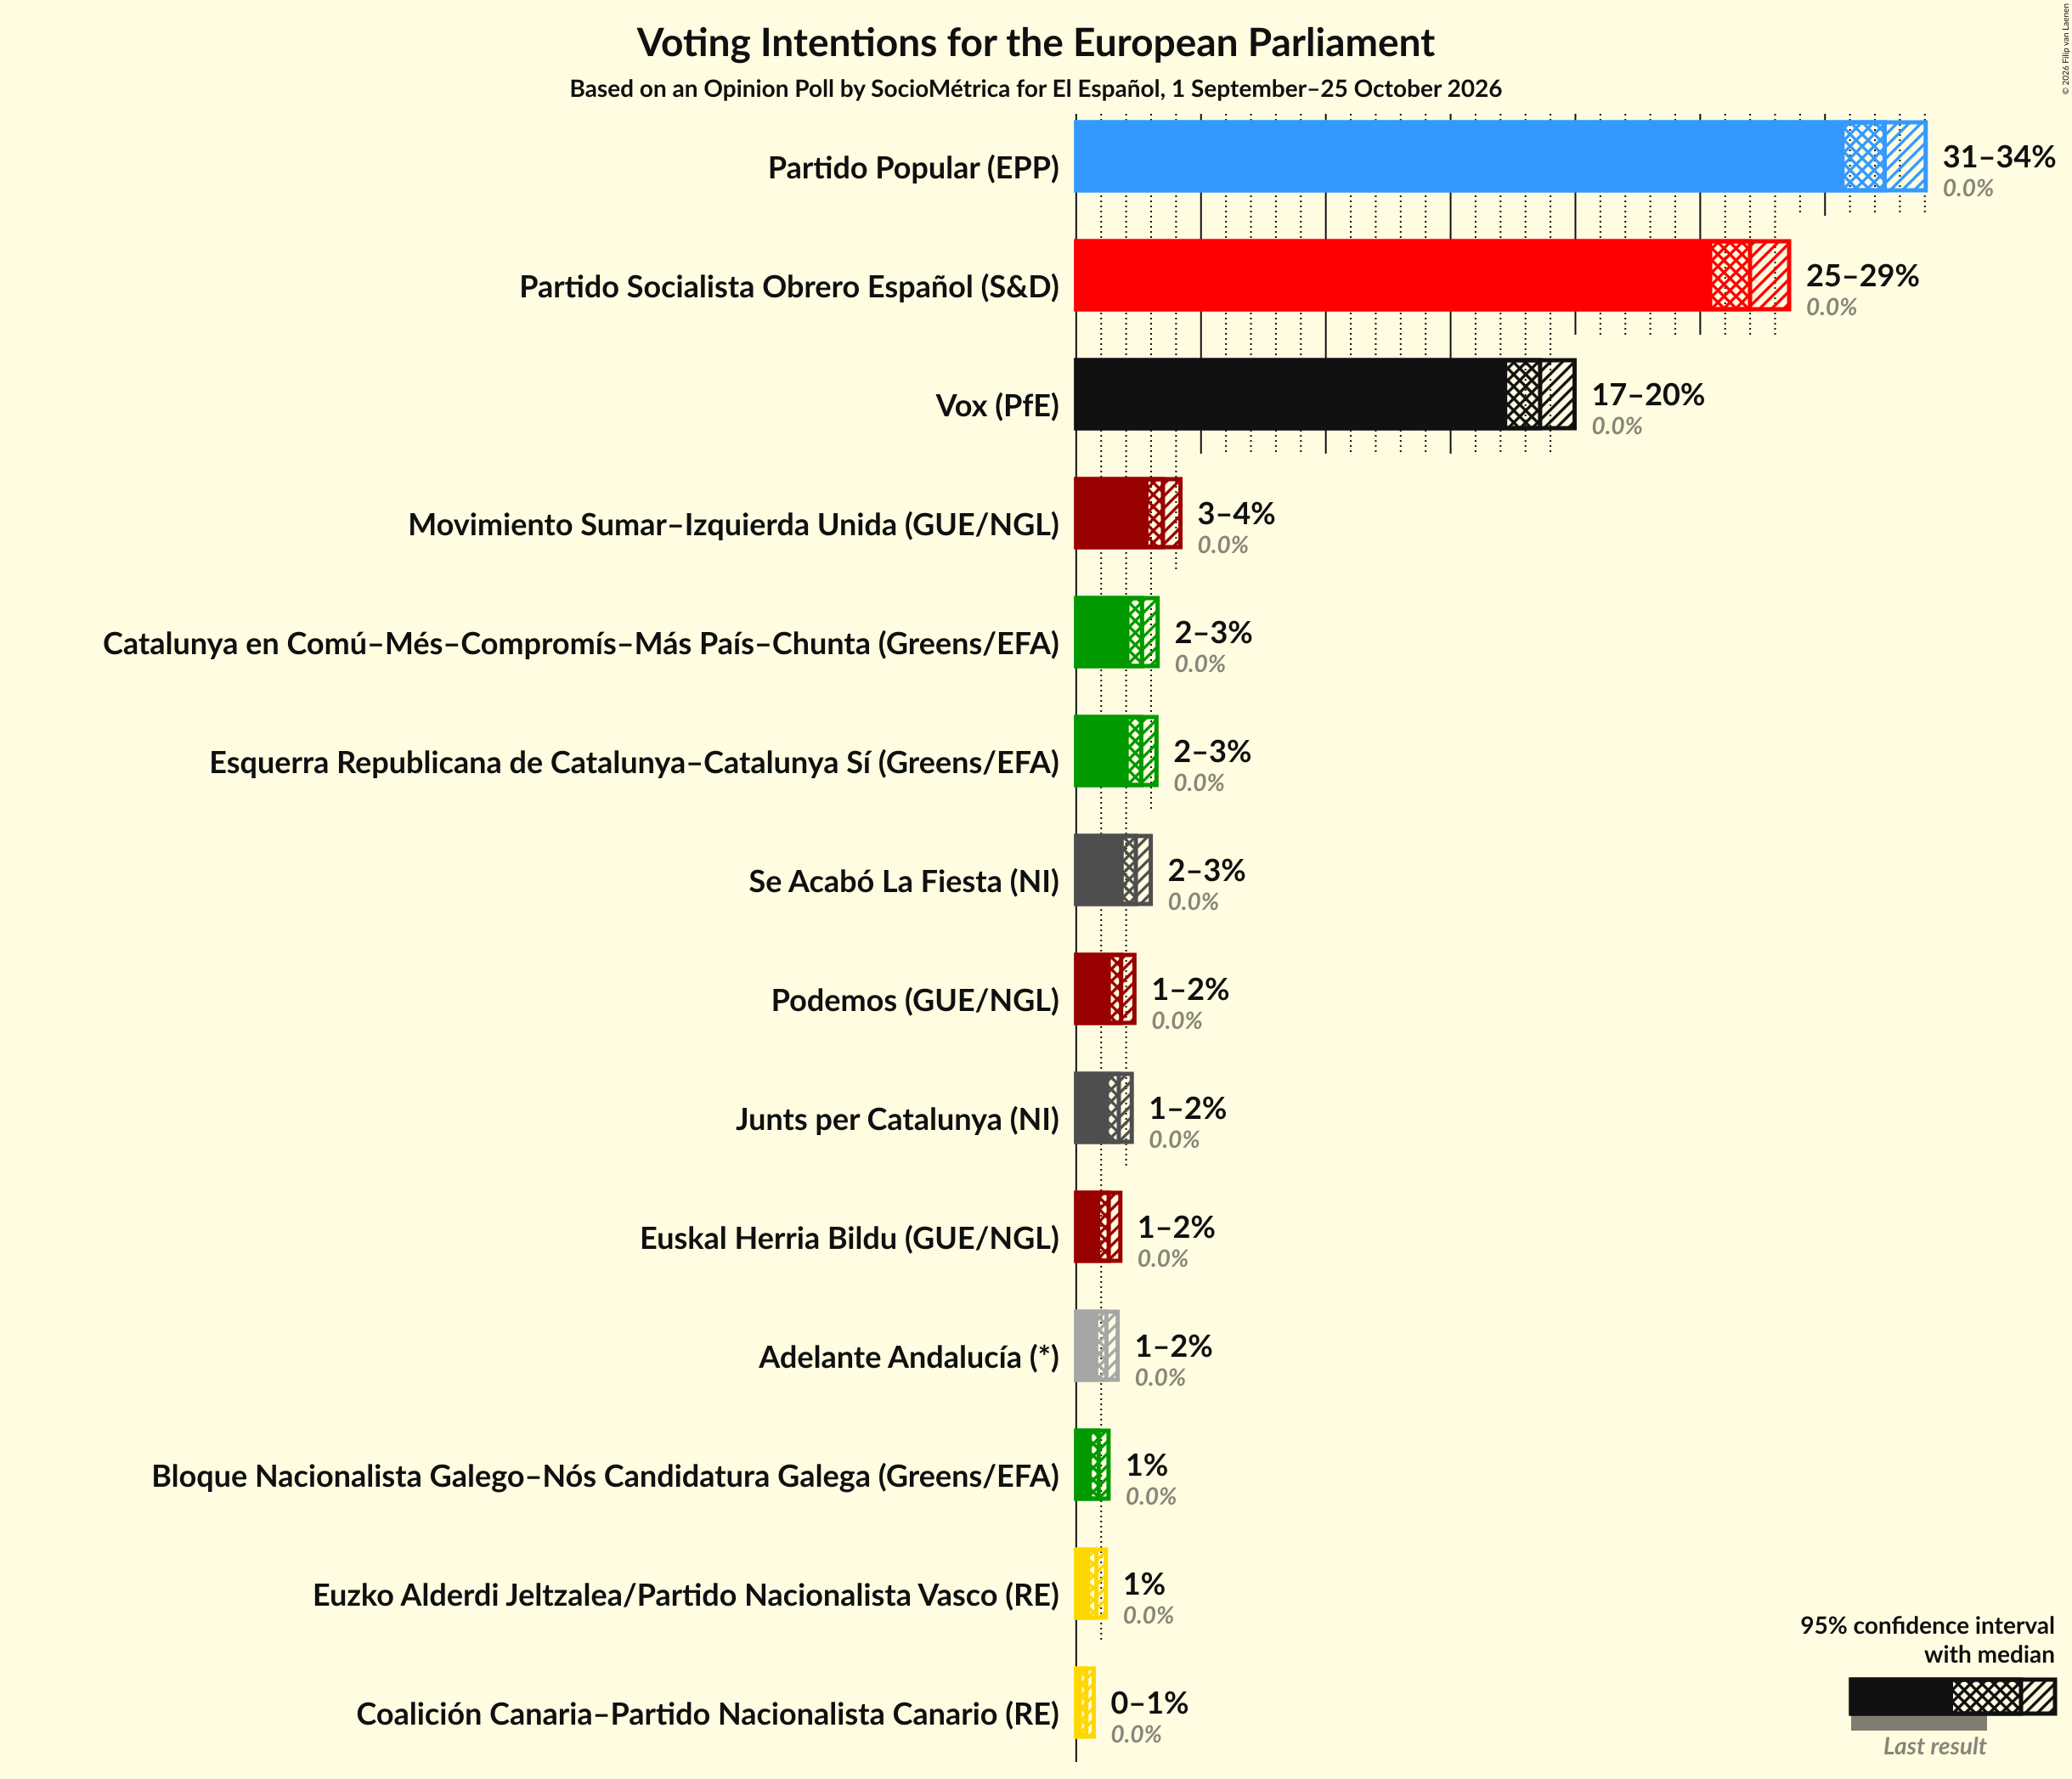 Voting Intentions for the European Parliament
Based on an Opinion Poll by SocioMétrica for El Español, 1 September–25 October 2026
© 2026 Filip van Laenen
Partido Popular (EPP)
31–34%
0.0%
Partido Socialista Obrero Español (S&D)
25–29%
0.0%
Vox (PfE)
17–20%
0.0%
Movimiento Sumar–Izquierda Unida (GUE/NGL)
3–4%
0.0%
Catalunya en Comú–Més–Compromís–Más País–Chunta (Greens/EFA)
2–3%
0.0%
Esquerra Republicana de Catalunya–Catalunya Sí (Greens/EFA)
2–3%
0.0%
Se Acabó La Fiesta (NI)
2–3%
0.0%
Podemos (GUE/NGL)
1–2%
0.0%
Junts per Catalunya (NI)
1–2%
0.0%
Euskal Herria Bildu (GUE/NGL)
1–2%
0.0%
Adelante Andalucía (*)
1–2%
0.0%
Bloque Nacionalista Galego–Nós Candidatura Galega (Greens/EFA)
1%
0.0%
Euzko Alderdi Jeltzalea/Partido Nacionalista Vasco (RE)
1%
0.0%
Coalición Canaria–Partido Nacionalista Canario (RE)
0–1%
0.0%
95% confidence interval
with median
Last result